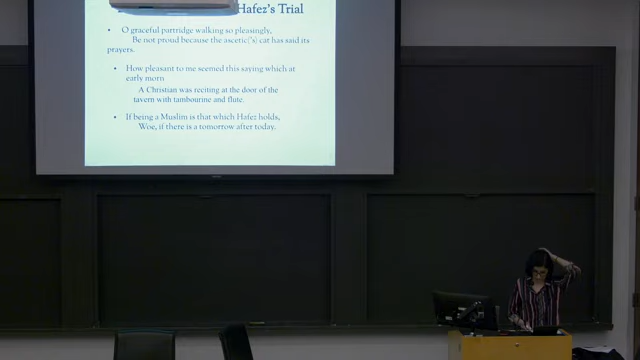 Hafez's Trial
• O graceful partridge walking so pleasingly,
Be not proud because the ascetic('s) cat has said its
prayers.
• How pleasant to me seemed this saying which at
early morn
A Christian was reciting at the door of the
tavern with tambourine and flute.
• If being a Muslim is that which Hafez holds,
Woe, if there is a tomorrow after today.